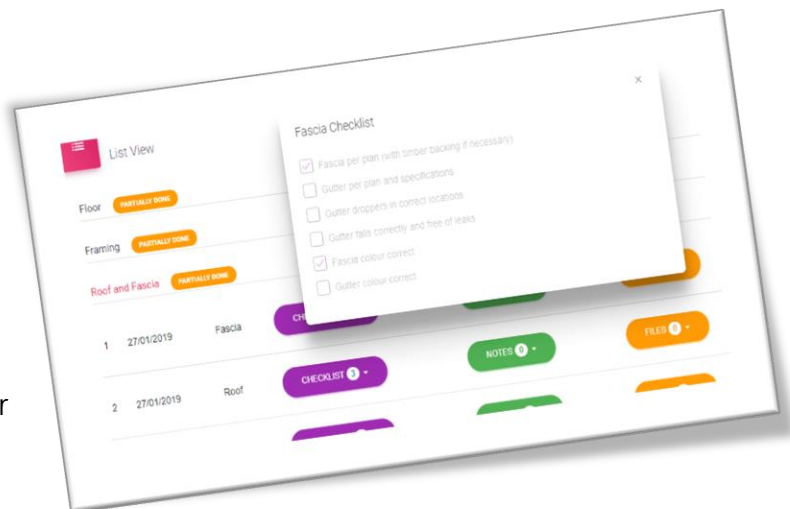 List View
Floor PARTIALLY DONE
Framing PARTIALLY DONE
Roof and Fascia PARTIALLY DONE
Fascia Checklist
×
Fascia per plan (with timber backing if necessary)
Gutter per plan and specifications
Gutter droppers in correct locations
Gutter falls correctly and free of leaks
Fascia colour correct
Gutter colour correct
1 27/01/2019 Fascia CH
2 27/01/2019 Roof CHECKLIST 3 NOTES 0 FILES 0
r